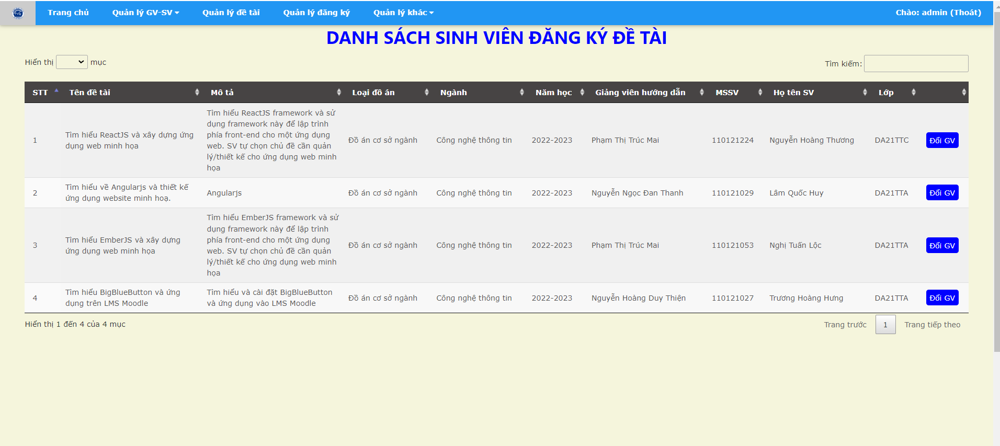 Trang chủ Quản lý GV-SV Quản lý đề tài Quản lý đăng ký Quản lý khác Chào: admin (Thoát)
DANH SÁCH SINH VIÊN ĐĂNG KÝ ĐỀ TÀI
Hiển thị mục Tìm kiếm:
STT Tên đề tài Mô tả Loại đồ án Ngành Năm học Giảng viên hướng dẫn MSSV Họ tên SV Lớp
1
Tìm hiểu ReactJS và xây dựng ứng
dụng web minh họa
Tìm hiểu ReactJS framework và sử
dụng framework này để lập trình
phía front-end cho một ứng dụng
web. SV tự chọn chủ đề cần quản
lý/thiết kế cho ứng dụng web minh
họa
Đồ án cơ sở ngành
Công nghệ thông tin
2022-2023
Phạm Thị Trúc Mai
110121224
Nguyễn Hoàng Thương
DA21TTC
Đổi GV
2
Tìm hiểu về Angularjs và thiết kế
ứng dụng website minh hoạ.
Angularjs
Đồ án cơ sở ngành
Công nghệ thông tin
2022-2023
Nguyễn Ngọc Đan Thanh
110121029
Lâm Quốc Huy
DA21TTA
Đổi GV
3
Tìm hiểu EmberJS và xây dựng
ứng dụng web minh họa
Tìm hiểu EmberJS framework và sử
dụng framework này để lập trình
phía front-end cho một ứng dụng
web. SV tự chọn chủ đề cần quản
lý/thiết kế cho ứng dụng web minh
họa
Đồ án cơ sở ngành
Công nghệ thông tin
2022-2023
Phạm Thị Trúc Mai
110121053
Nghị Tuấn Lộc
DA21TTA
Đổi GV
4
Tìm hiểu BigBlueButton và ứng
dụng trên LMS Moodle
Tìm hiểu và cài đặt BigBlueButton
và ứng dụng vào LMS Moodle
Đồ án cơ sở ngành
Công nghệ thông tin
2022-2023
Nguyễn Hoàng Duy Thiện
110121027
Trương Hoàng Hưng
DA21TTA
Đổi GV
Hiển thị 1 đến 4 của 4 mục Trang trước 1 Trang tiếp theo